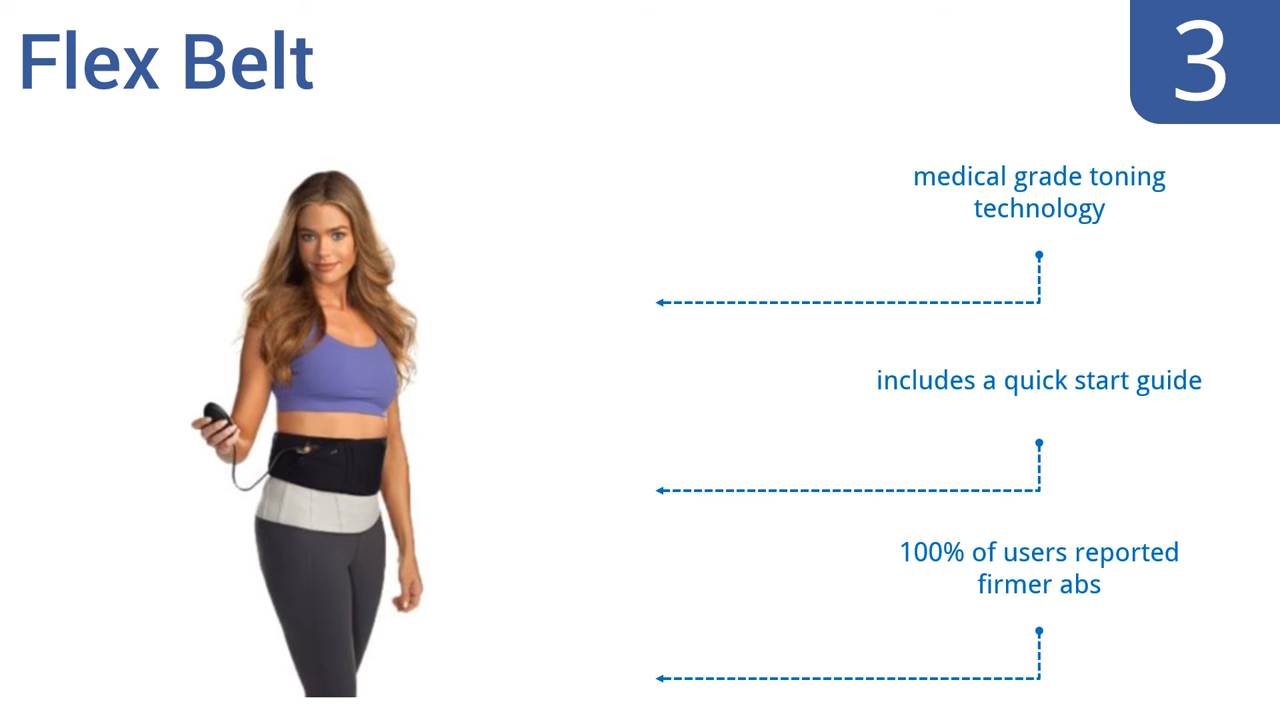 Flex Belt
3
medical grade toning
technology
includes a quick start guide
100% of users reported
firmer abs